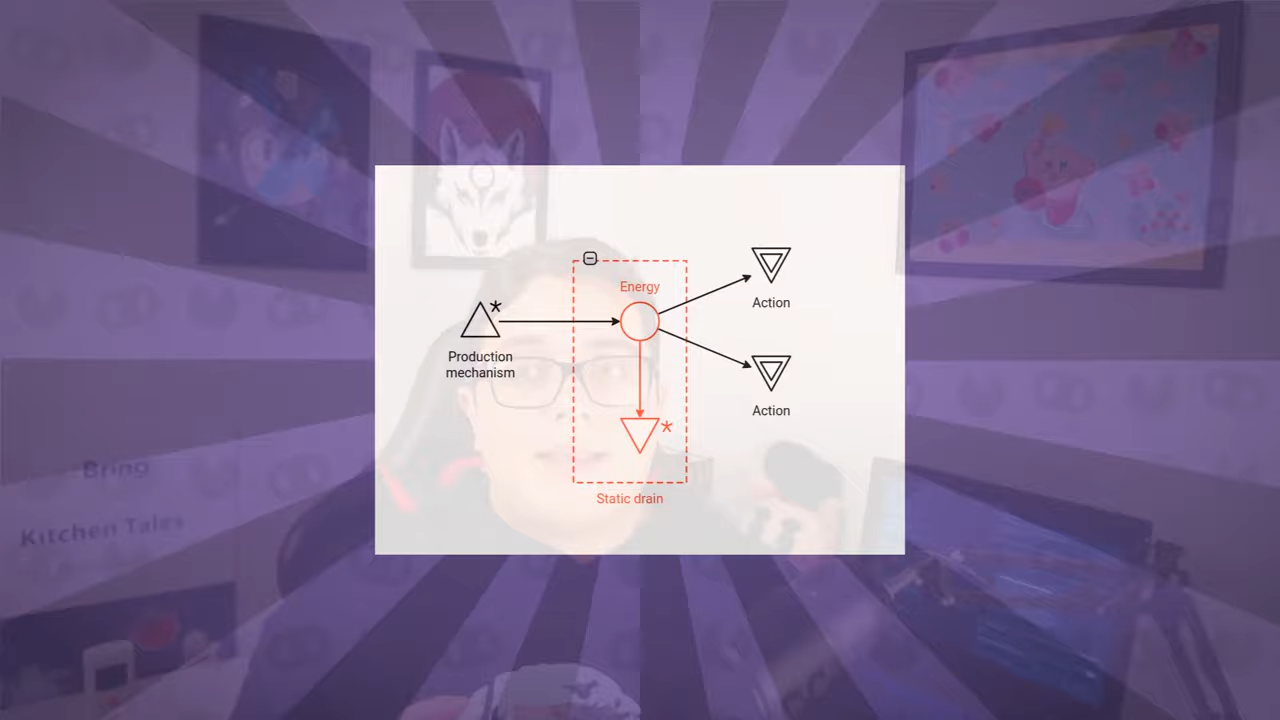 Energy
Action
Production
mechanism
Action
Static drain
Bring
Kitchen Tales